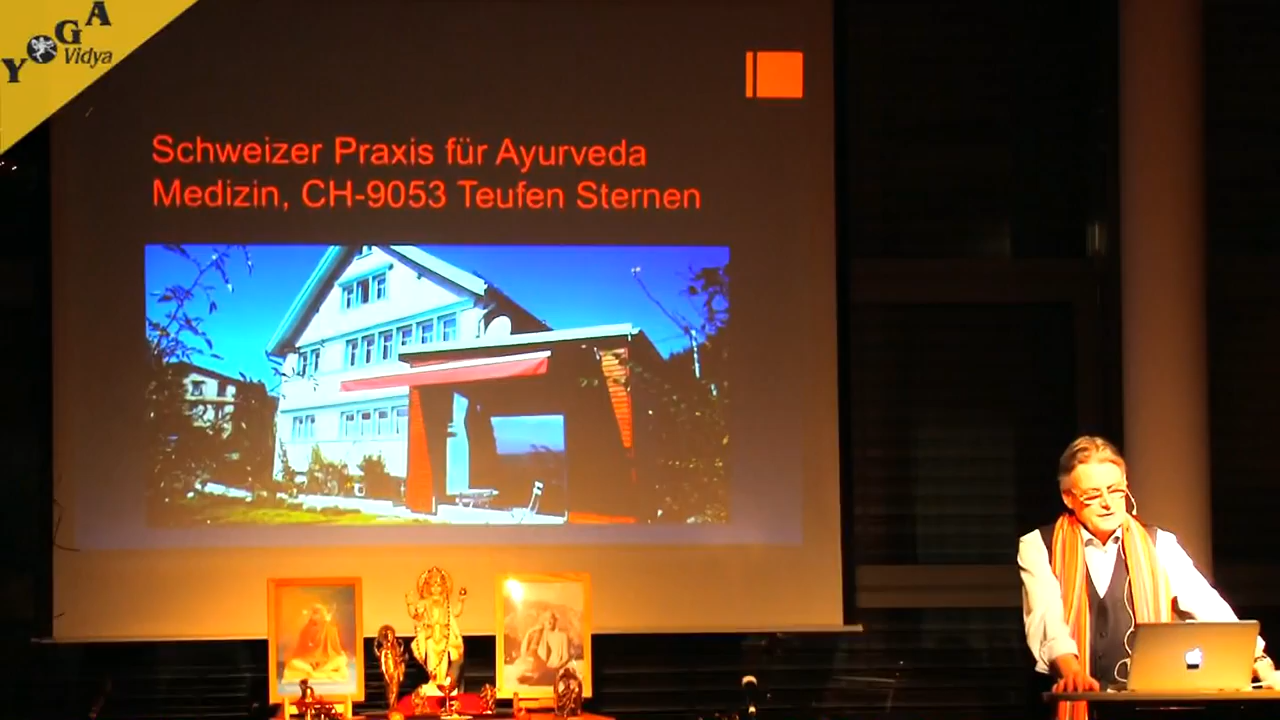 YOGA
Vidya
Schweizer Praxis für Ayurveda
Medizin, CH-9053 Teufen Sternen